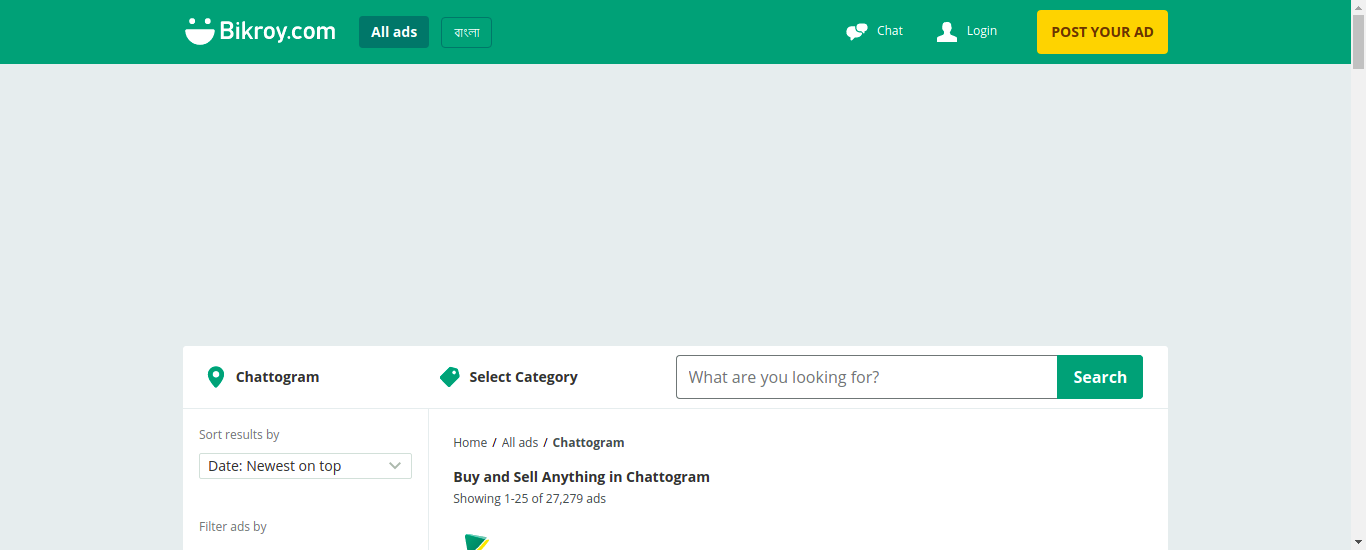 Bikroy.com All ads বাংলা Chat Login POST YOUR AD
Chattogram Select Category What are you looking for? Search
Sort results by
Date: Newest on top
Filter ads by
Home / All ads / Chattogram
Buy and Sell Anything in Chattogram
Showing 1-25 of 27,279 ads